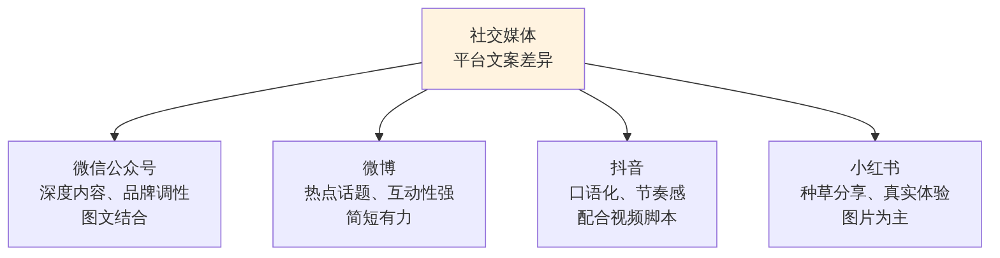 社交媒体
平台文案差异
微信公众号
深度内容、品牌调性
图文结合
微博
热点话题、互动性强
简短有力
抖音
口语化、节奏感
配合视频脚本
小红书
种草分享、真实体验
图片为主